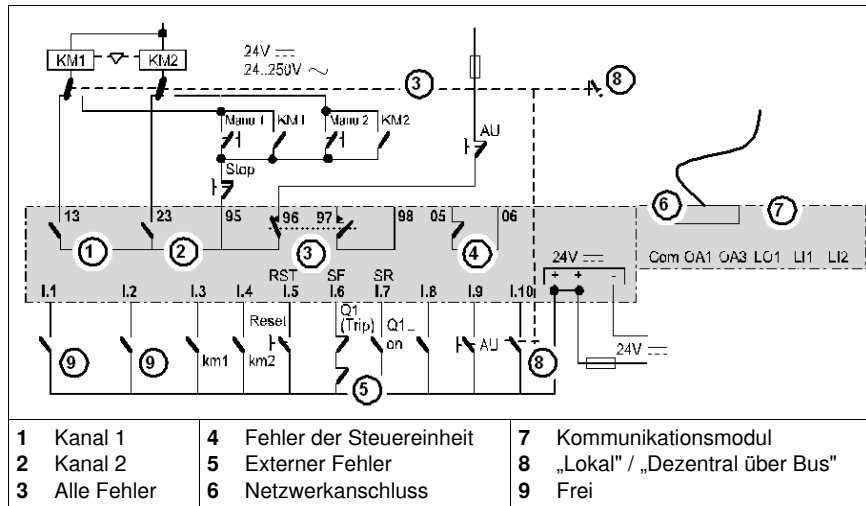 KM1 KM2
24V
24..250V
3
8
Manu 1 KM1 Manu 2 KM2
AU
Stop
13 23 95 96 97 98 05 06
6 7
1 2 3 4
Com OA1 OA3 LO1 LI1 LI2
24V
RST SF SR
+ + -
I.1 I.2 I.3 I.4 I.5 I.6 I.7 I.8 I.9 I.10
Reset Q1 (Trip) Q1_ on
9 9 km1 km2 AU 8 24V
5
1 Kanal 1
2 Kanal 2
3 Alle Fehler
4 Fehler der Steuereinheit
5 Externer Fehler
6 Netzwerkanschluss
7 Kommunikationsmodul
8 „Lokal" / „Dezentral über Bus"
9 Frei